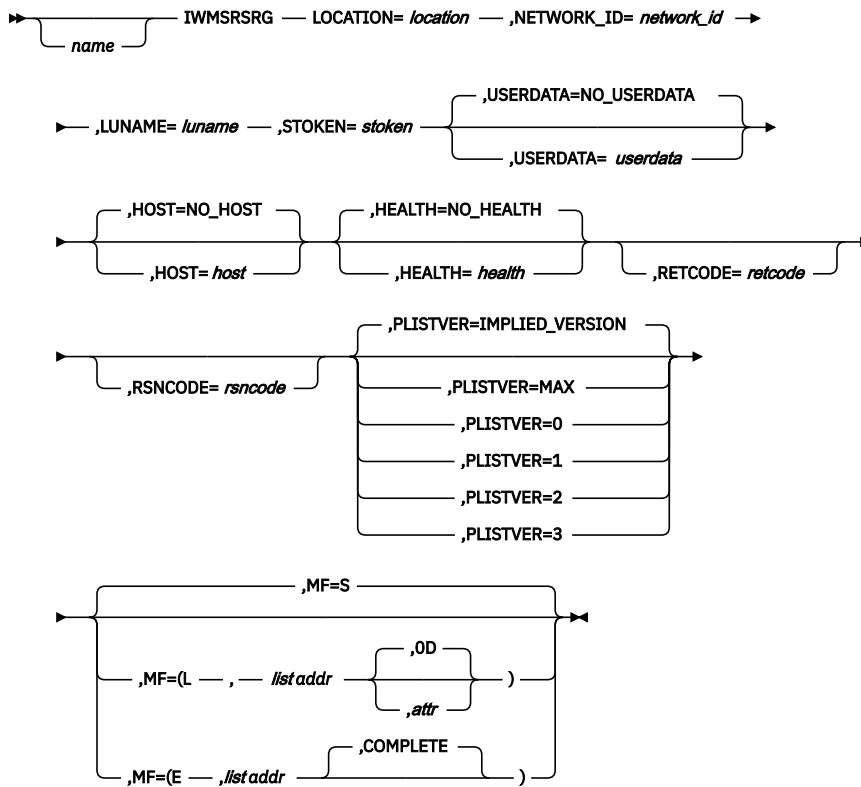 IWMSRSRG LOCATION= location ,NETWORK_ID= network_id
name
,USERDATA=NO_USERDATA
,LUNAME= luname ,STOKEN= stoken
,USERDATA= userdata
,HOST=NO_HOST ,HEALTH=NO_HEALTH
,HOST= host ,HEALTH= health ,RETCODE= retcode
,PLISTVER=IMPLIED_VERSION
,RSNCODE= rsncode ,PLISTVER=MAX
,PLISTVER=0
,PLISTVER=1
,PLISTVER=2
,PLISTVER=3
,MF=S
,0D
,MF=(L , list addr )
,attr
,COMPLETE
,MF=(E ,list addr )